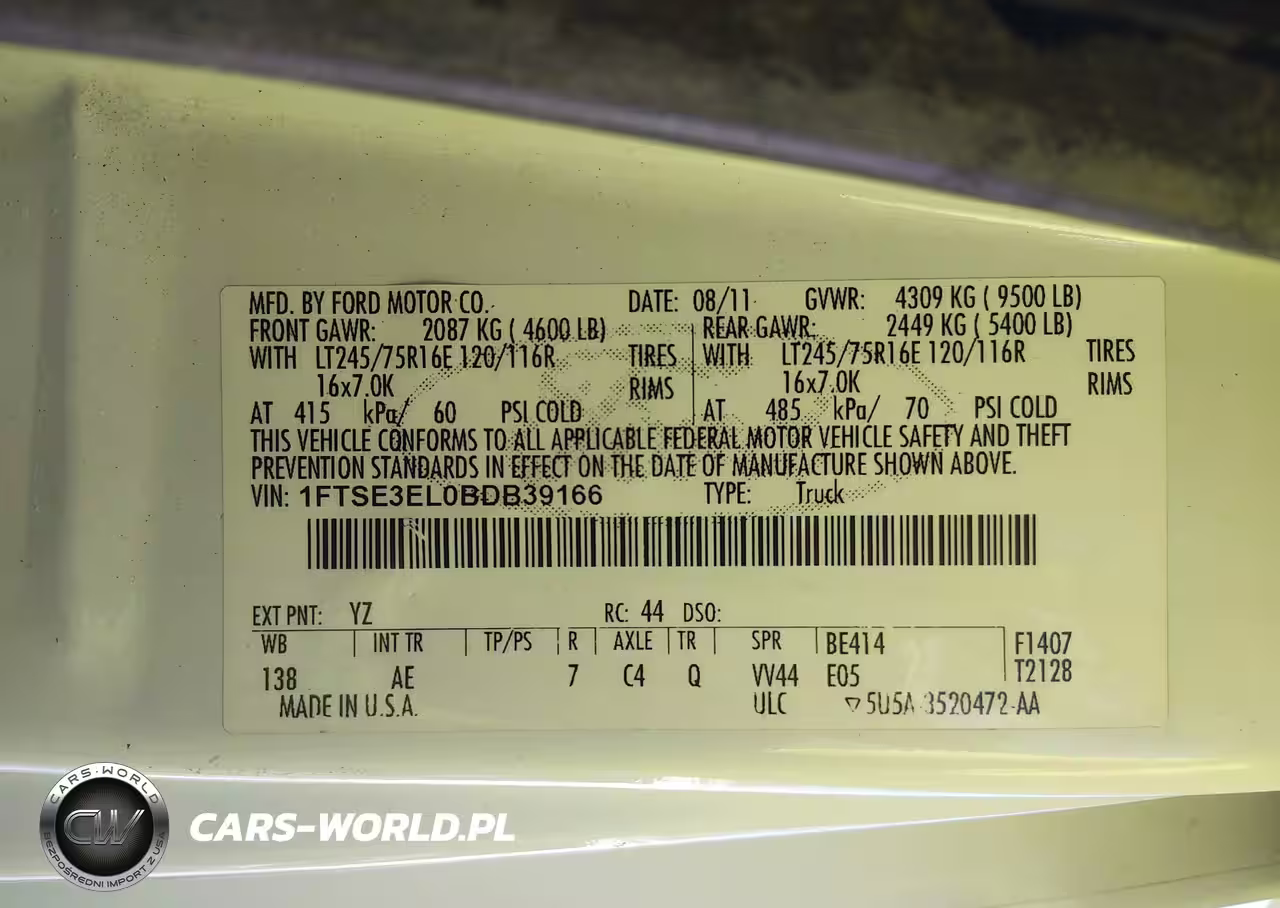 MFD. BY FORD MOTOR CO. DATE: 08/11 GVWR: 4309 KG ( 9500 LB)
FRONT GAWR: 2087 KG ( 4600 LB) REAR GAWR: 2449 KG ( 5400 LB)
WITH LT245/75R16E 120/116R TIRES WITH LT245/75R16E 120/116R TIRES
16x7.0K RIMS 16x7.0K RIMS
AT 415 kPa/ 60 PSI COLD AT 485 kPa/ 70 PSI COLD
THIS VEHICLE CONFORMS TO ALL APPLICABLE FEDERAL MOTOR VEHICLE SAFETY AND THEFT
PREVENTION STANDARDS IN EFFECT ON THE DATE OF MANUFACTURE SHOWN ABOVE.
VIN: 1FTSE3EL0BDB39166 TYPE: Truck
EXT PNT: YZ RC: 44 DSO:
WB INT TR TP/PS R AXLE TR SPR BE414 F1407
138 AE 7 C4 Q VV44 E05 T2128
MADE IN U.S.A. ULC ▽5U5A-3520472-AA
CARS-WORLD
CW
BEZPOŚREDNI IMPORT Z USA
CARS-WORLD.PL